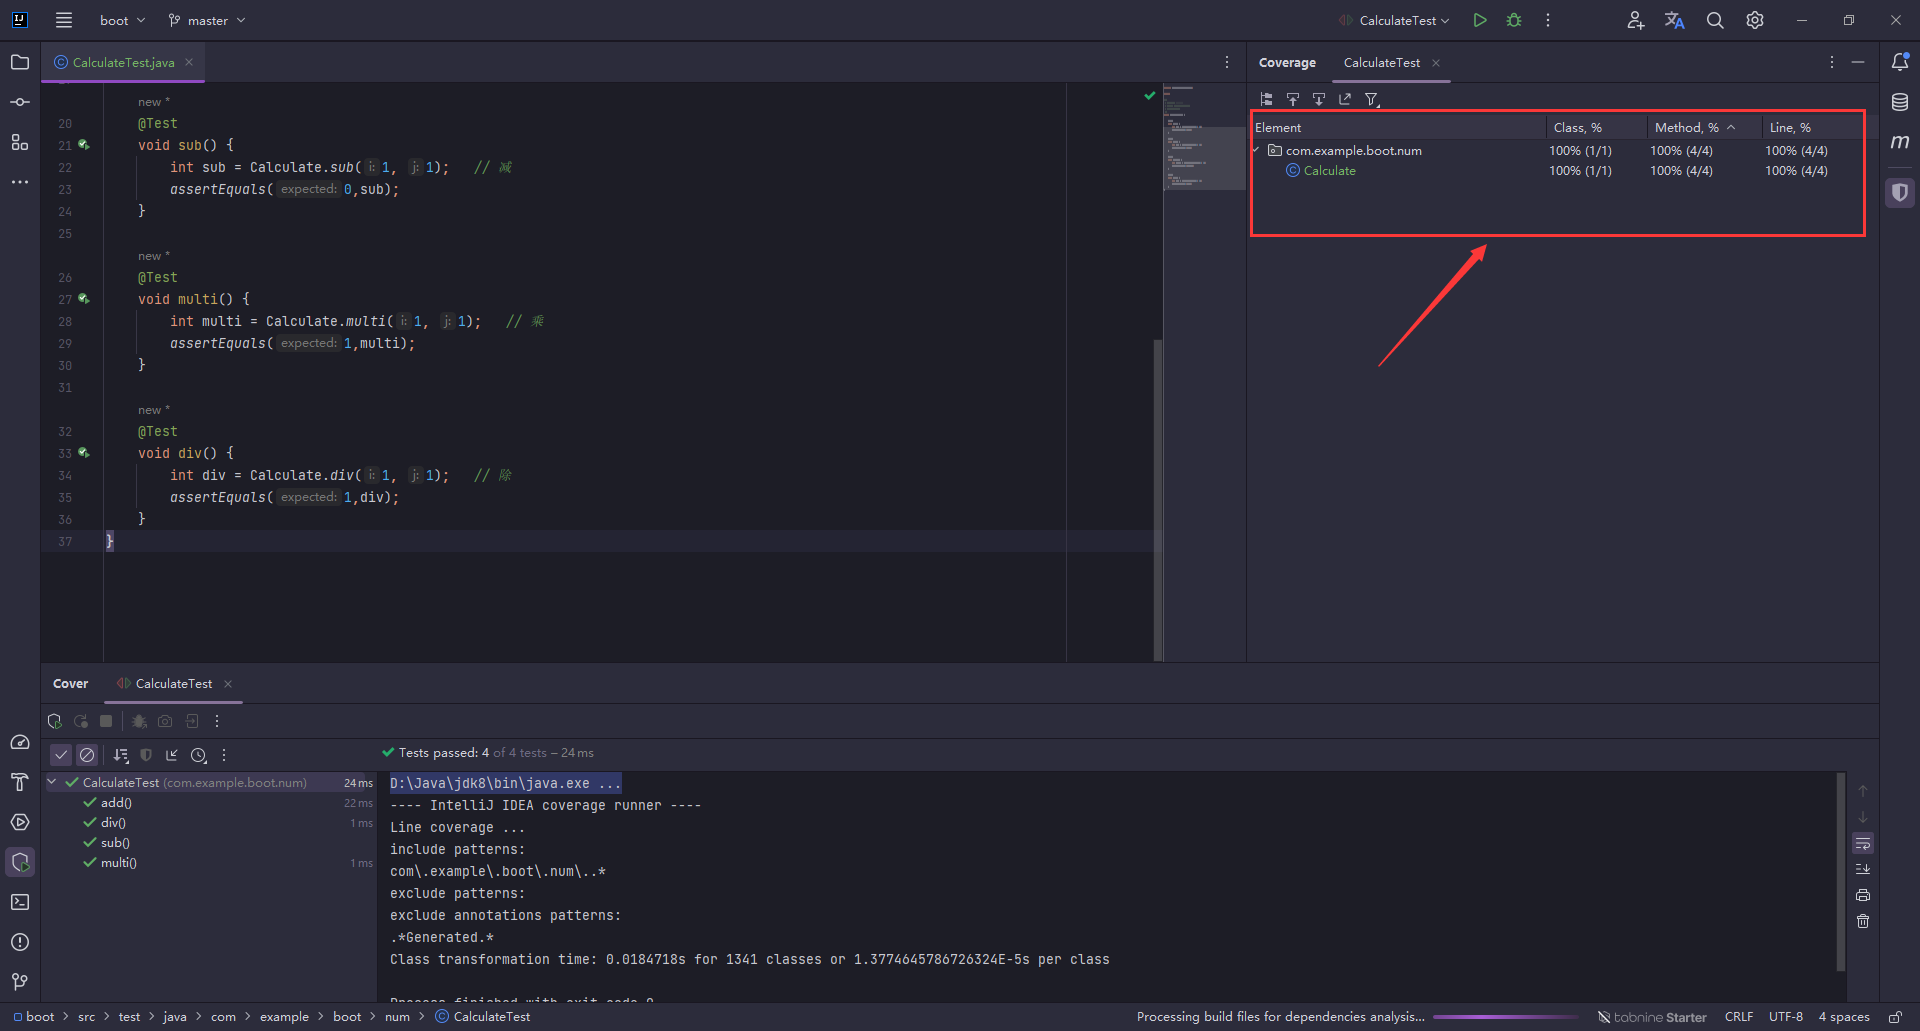 boot
master
CalculateTest
CalculateTest.java
new *
20 @Test
21 void sub() {
22 int sub = Calculate.sub( i: 1, j: 1); // 减
23 assertEquals( expected: 0,sub);
24 }
25
new *
26 @Test
27 void multi() {
28 int multi = Calculate.multi( i: 1, j: 1); // 乘
29 assertEquals( expected: 1,multi);
30 }
31
new *
32 @Test
33 void div() {
34 int div = Calculate.div( i: 1, j: 1); // 除
35 assertEquals( expected: 1,div);
36 }
37 }
Coverage CalculateTest
Element Class, % Method, % Line, %
com.example.boot.num 100% (1/1) 100% (4/4) 100% (4/4)
Calculate 100% (1/1) 100% (4/4) 100% (4/4)
Cover CalculateTest
Tests passed: 4 of 4 tests – 24 ms
CalculateTest (com.example.boot.num) 24 ms
add() 22 ms
div() 1 ms
sub()
multi() 1 ms
D:\Java\jdk8\bin\java.exe ...
---- IntelliJ IDEA coverage runner ----
Line coverage ...
include patterns:
com\.example\.boot\.num\..*
exclude patterns:
exclude annotations patterns:
.*Generated.*
Class transformation time: 0.0184718s for 1341 classes or 1.3774645786726324E-5s per class
Process finished with exit code 0
boot > src > test > java > com > example > boot > num > CalculateTest
Processing build files for dependencies analysis...
tabnine Starter
CRLF
UTF-8
4 spaces